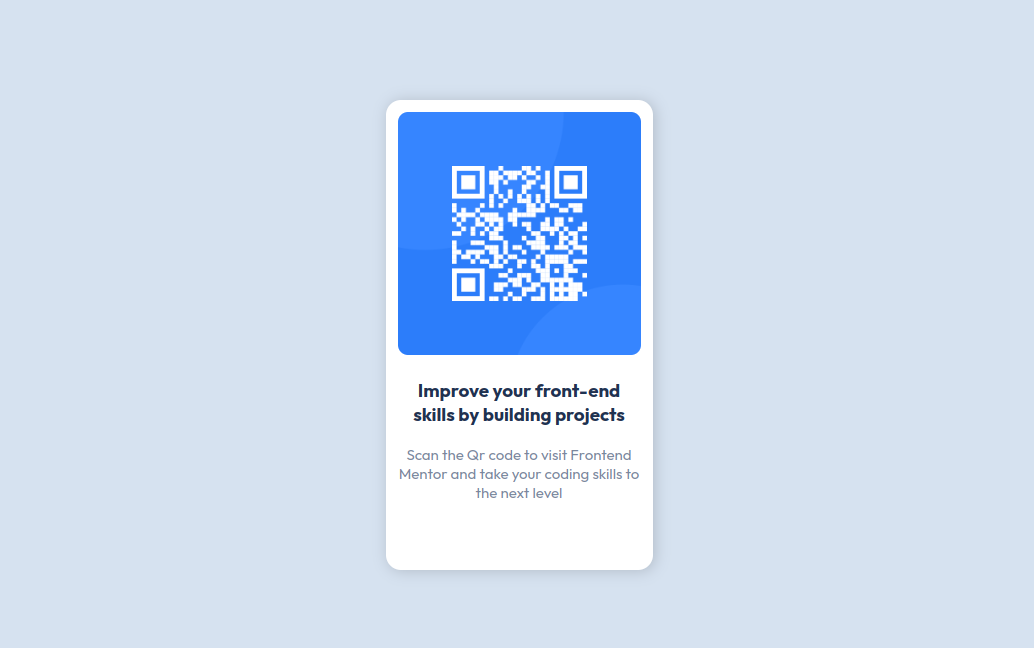 Improve your front-end
skills by building projects
Scan the Qr code to visit Frontend
Mentor and take your coding skills to
the next level